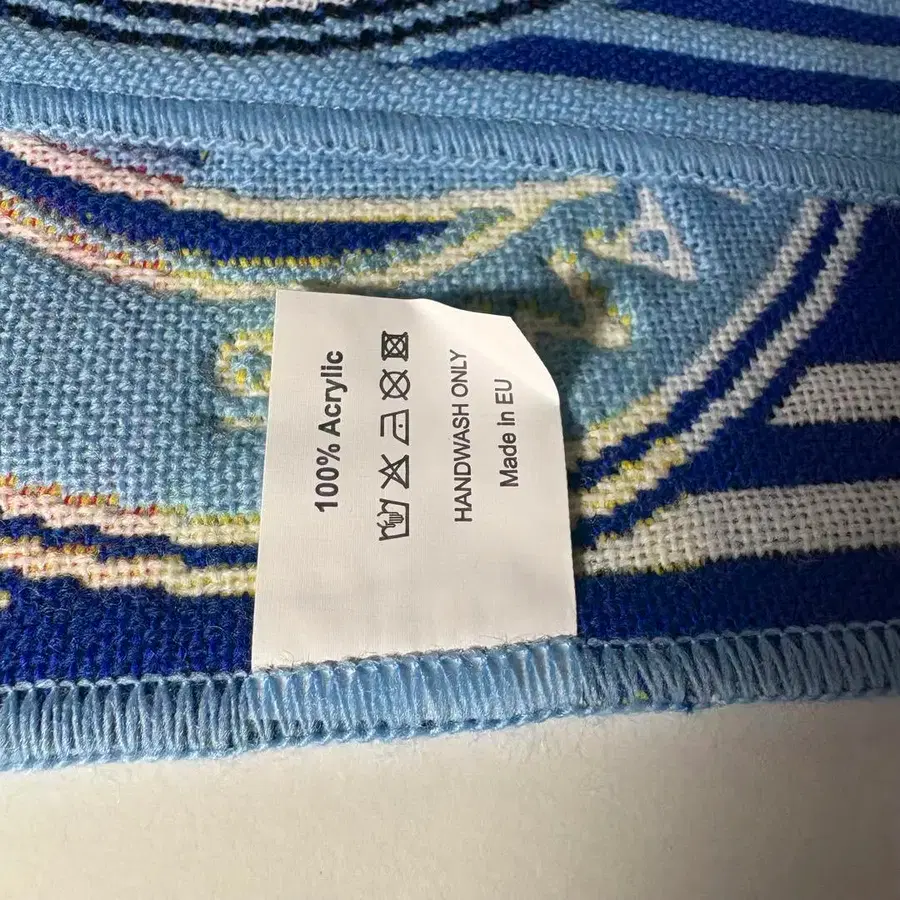 100% Acrylic
HANDWASH ONLY
Made in EU